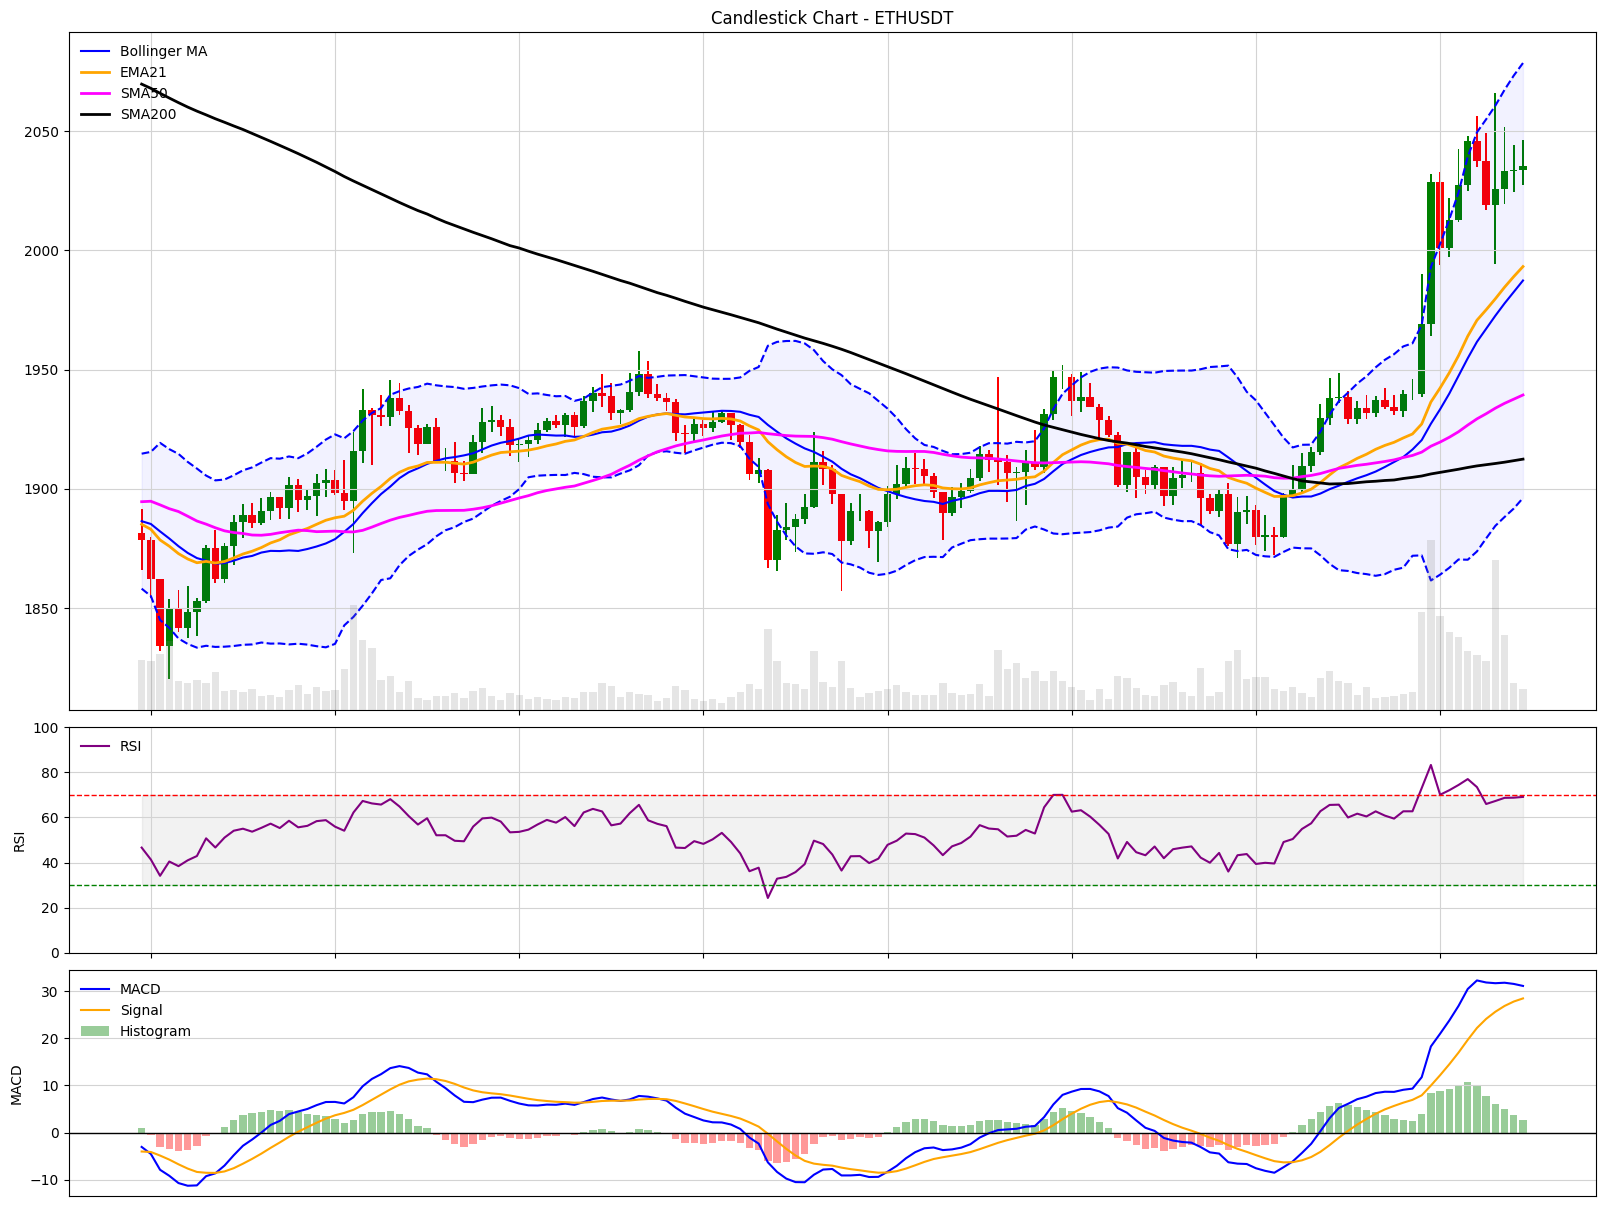 Candlestick Chart - ETHUSDT
Bollinger MA
EMA21
SMA50
SMA200
2050
2000
1950
1900
1850
100
80
60
40
20
0
RSI
RSI
30
20
10
0
−10
MACD
MACD
Signal
Histogram